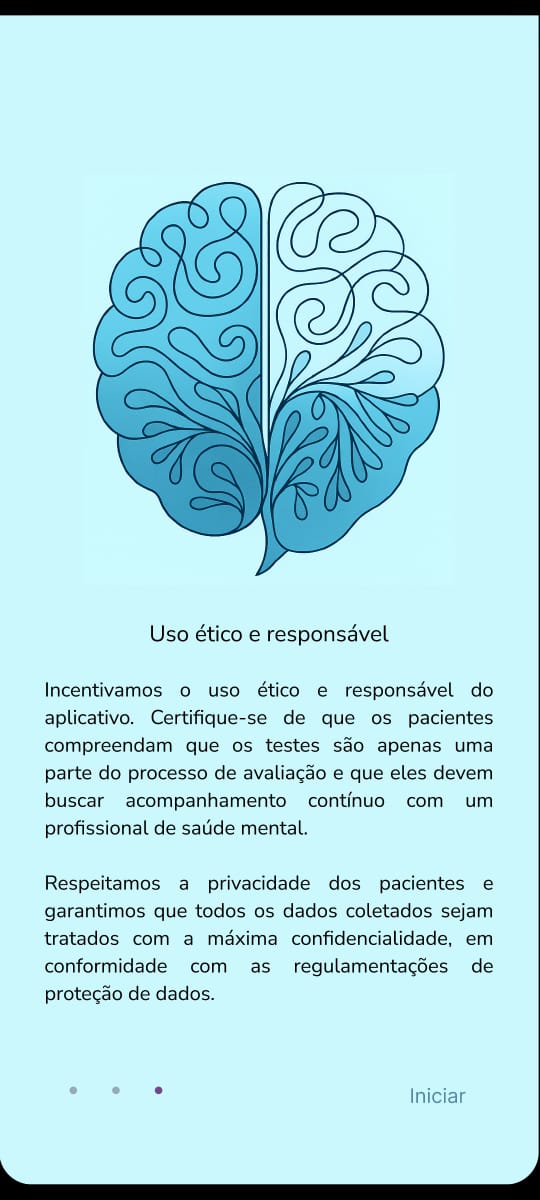 Uso ético e responsável
Incentivamos o uso ético e responsável do
aplicativo. Certifique-se de que os pacientes
compreendam que os testes são apenas uma
parte do processo de avaliação e que eles devem
buscar acompanhamento contínuo com um
profissional de saúde mental.
Respeitamos a privacidade dos pacientes e
garantimos que todos os dados coletados sejam
tratados com a máxima confidencialidade, em
conformidade com as regulamentações de
proteção de dados.
Iniciar